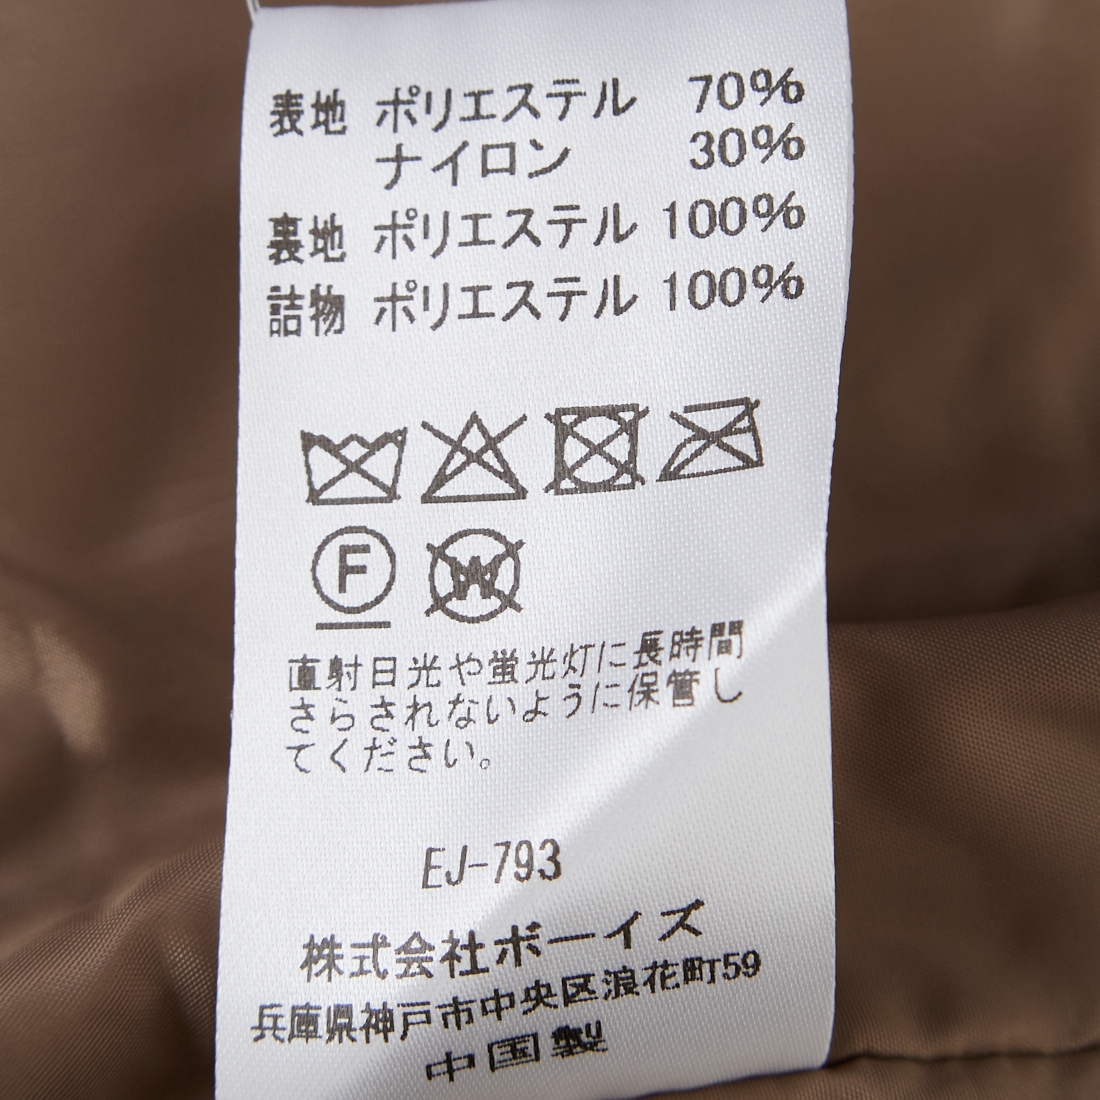 表地 ポリエステル 70%
ナイロン 30%
裏地 ポリエステル 100%
詰物 ポリエステル 100%
F
W
直射日光や蛍光灯に長時間
さらされないように保管し
てください。
EJ-793
株式会社ボーイズ
兵庫県神戸市中央区浪花町59
中国製